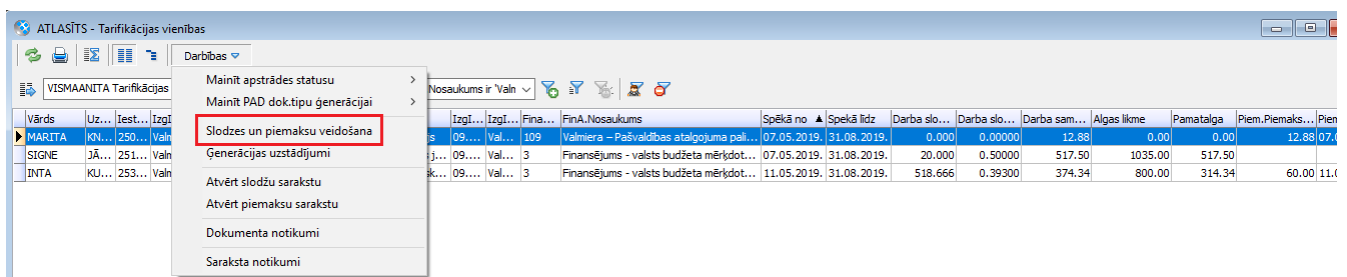 ATLASĪTS - Tarifikācijas vienības
Darbības
Mainīt apstrādes statusu
VISMAANITA Tarifikācijas
Nosaukums ir 'Valn
Mainīt PAD dok.tipu ģenerācijai
Vārds Uz... Iest... IzgI... IzgI... Fina... FinA.Nosaukums Spēkā no Spēkā līdz Darba slo... Darba slo... Darba sam... Algas likme Pamatalga Piem.Piemaks... Piem
Slodzes un piemaksu veidošana
MARITA KN... 250... Valn 09.... Val... 109 Valmiera – Pašvaldības atalgojuma pali... 07.05.2019. 31.08.2019. 0.000 0.00000 12.88 0.00 0.00 12.88 07.0
Ģenerācijas uzstādījumi
SIGNE JĀ... 251... Valn 09.... Val... 3 Finansējums - valsts budžeta mērķdot... 07.05.2019. 31.08.2019. 20.000 0.50000 517.50 1035.00 517.50
INTA KU... 253... Valn 09.... Val... 3 Finansējums - valsts budžeta mērķdot... 11.05.2019. 31.08.2019. 518.666 0.39300 374.34 800.00 314.34 60.00 11.0
Atvērt slodžu sarakstu
Atvērt piemaksu sarakstu
Dokumenta notikumi
Saraksta notikumi